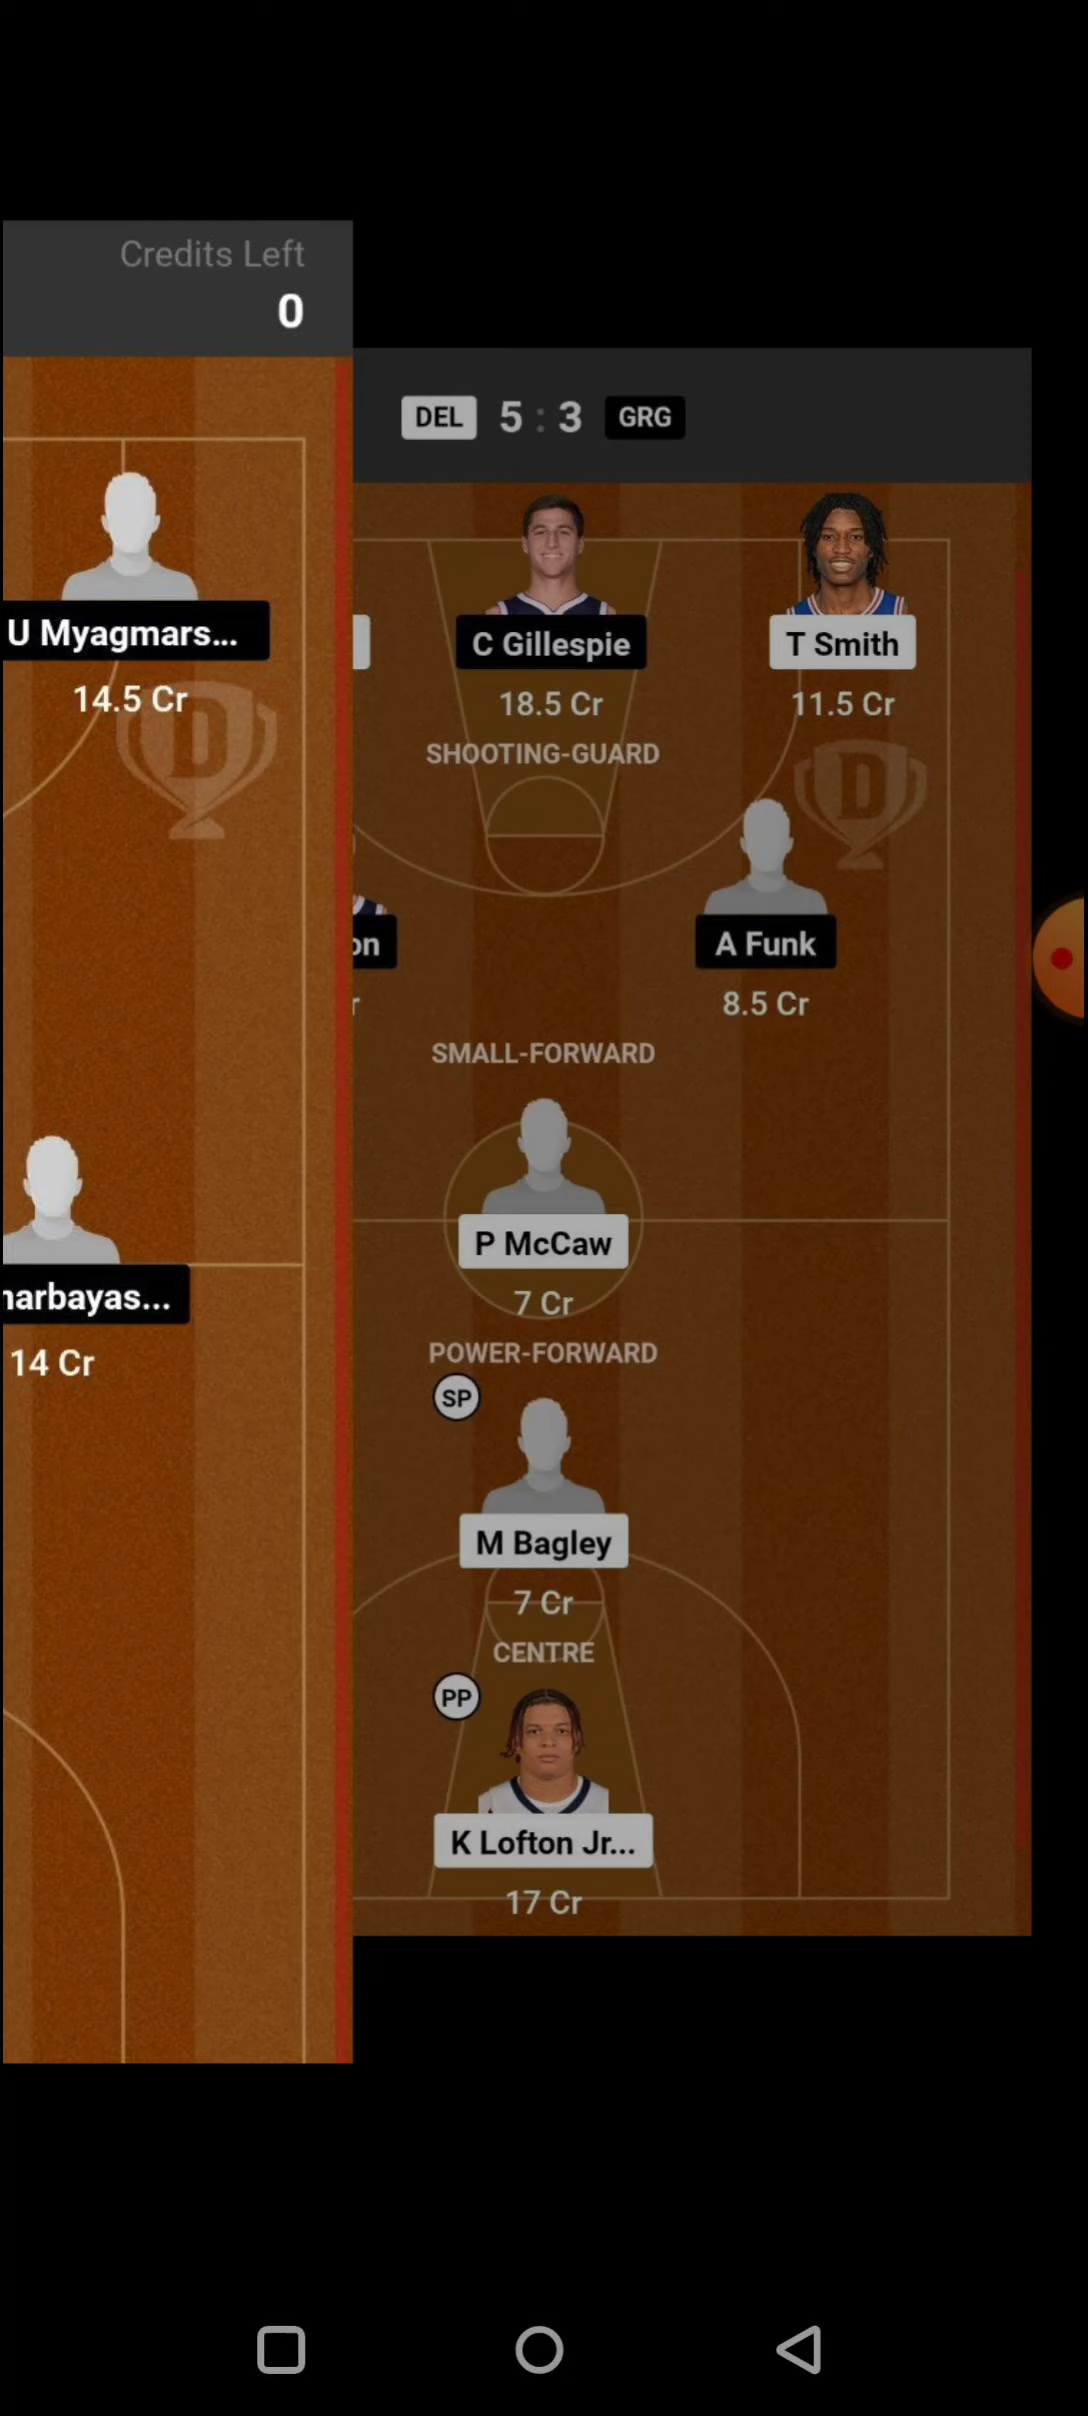 Credits Left
0
U Myagmars...
14.5 Cr
14 Cr
DEL 5 : 3 GRG
C Gillespie
18.5 Cr
T Smith
11.5 Cr
SHOOTING-GUARD
A Funk
8.5 Cr
SMALL-FORWARD
P McCaw
7 Cr
POWER-FORWARD
SP
M Bagley
7 Cr
CENTRE
PP
K Lofton Jr...
17 Cr